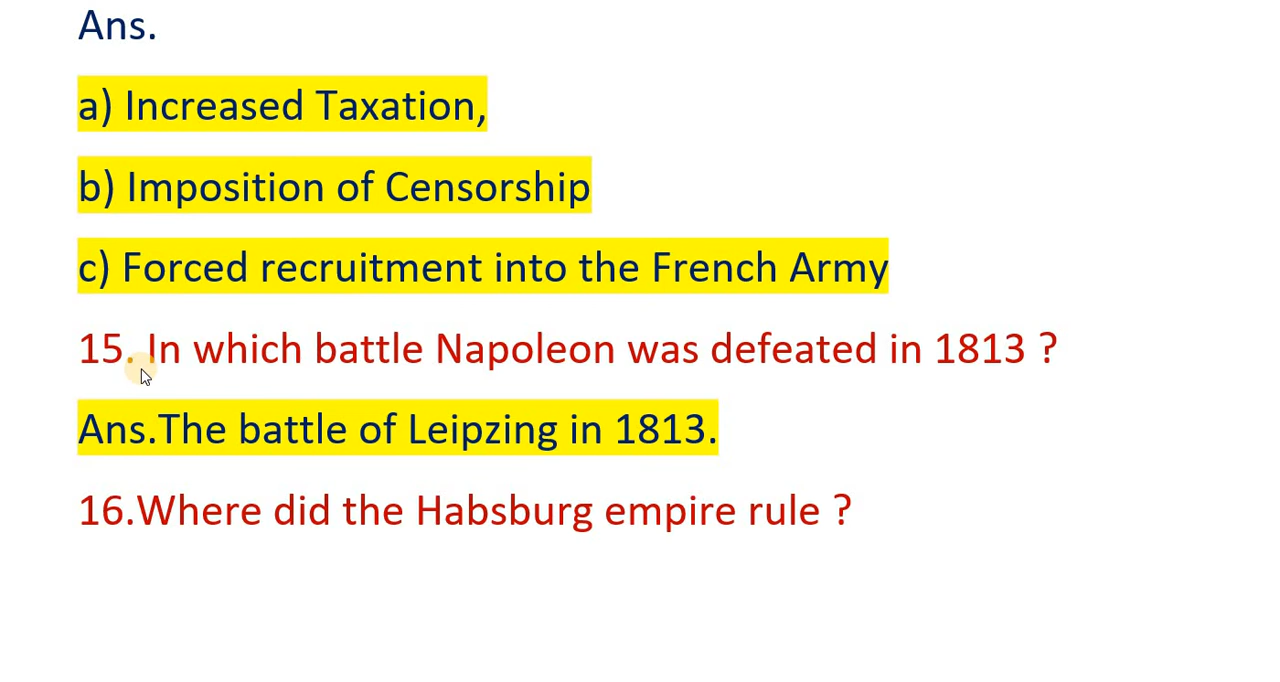 Ans.
a) Increased Taxation,
b) Imposition of Censorship
c) Forced recruitment into the French Army
15. In which battle Napoleon was defeated in 1813 ?
Ans.The battle of Leipzing in 1813.
16.Where did the Habsburg empire rule ?